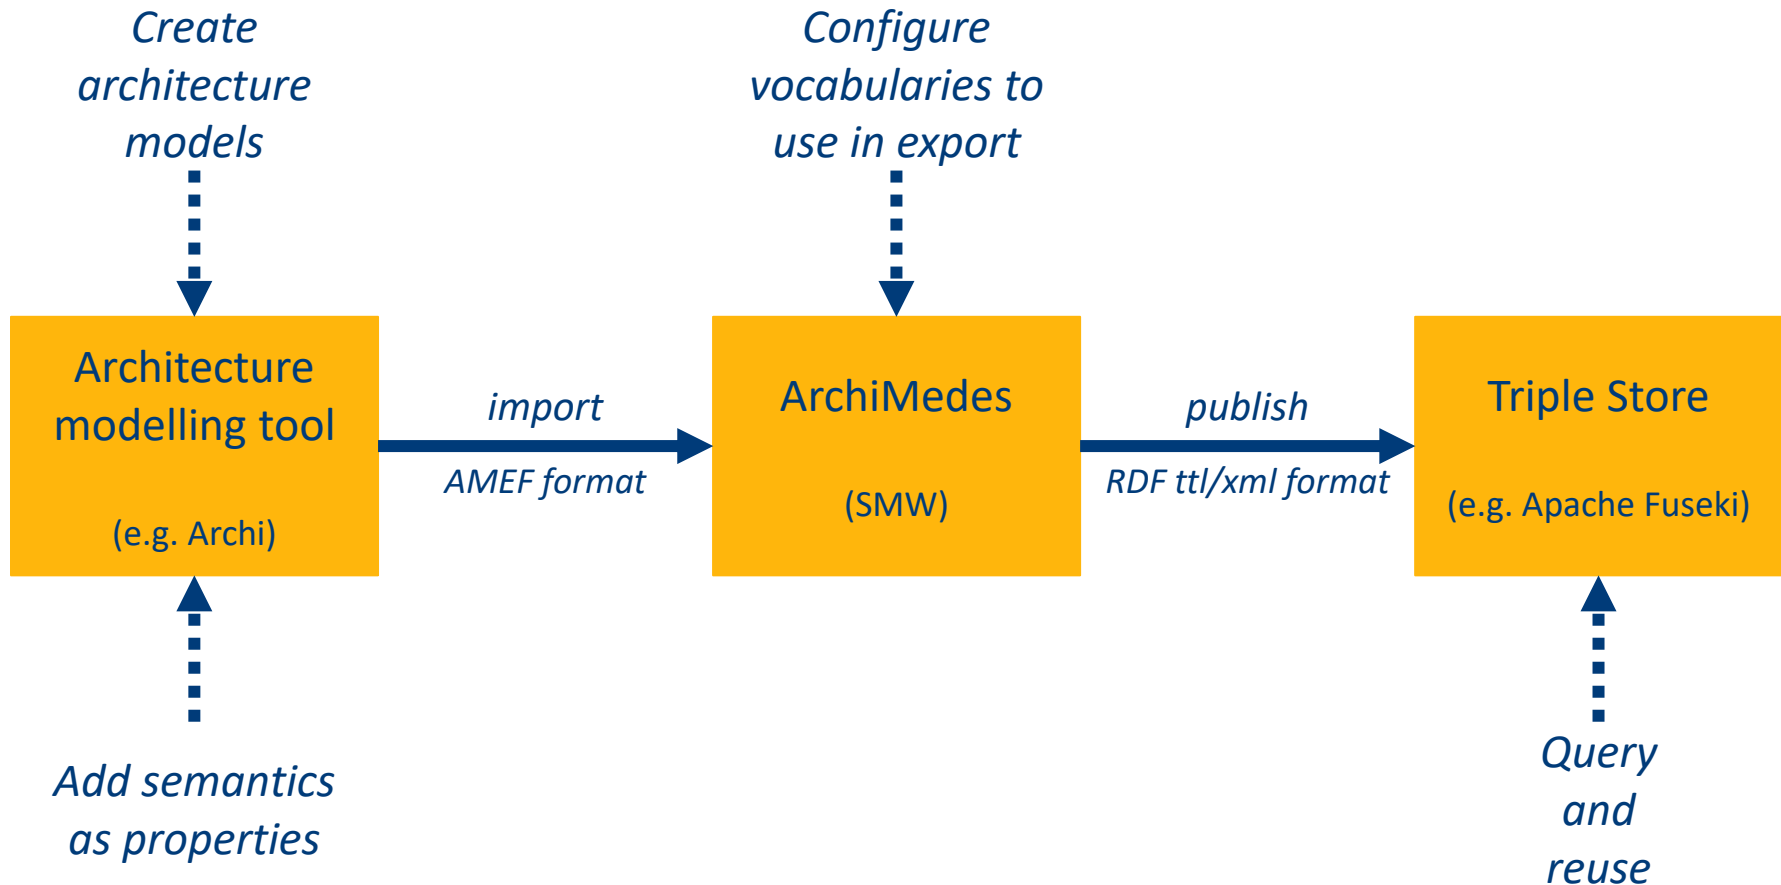 Create
architecture
models
Configure
vocabularies to
use in export
Architecture
modelling tool
(e.g. Archi)
import
AMEF format
ArchiMedes
(SMW)
publish
RDF ttl/xml format
Triple Store
(e.g. Apache Fuseki)
Add semantics
as properties
Query
and
reuse